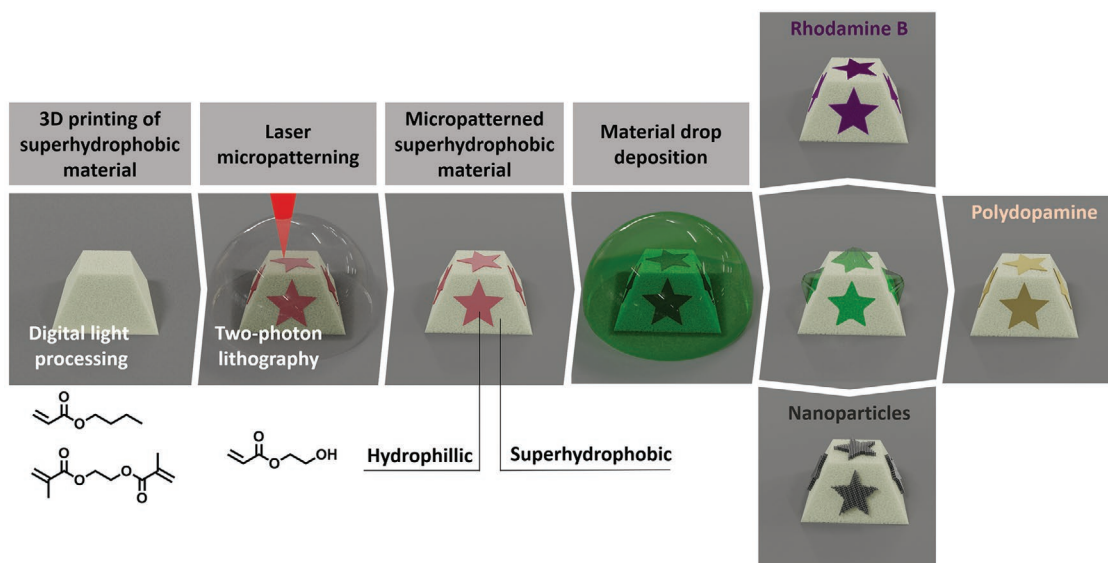 Rhodamine B
3D printing of
superhydrophobic
material
Laser
micropatterning
Micropatterned
superhydrophobic
material
Material drop
deposition
Polydopamine
Digital light
processing
Two-photon
lithography
Nanoparticles
O
O
O
O
OH
Hydrophillic
Superhydrophobic
O
O
O
O